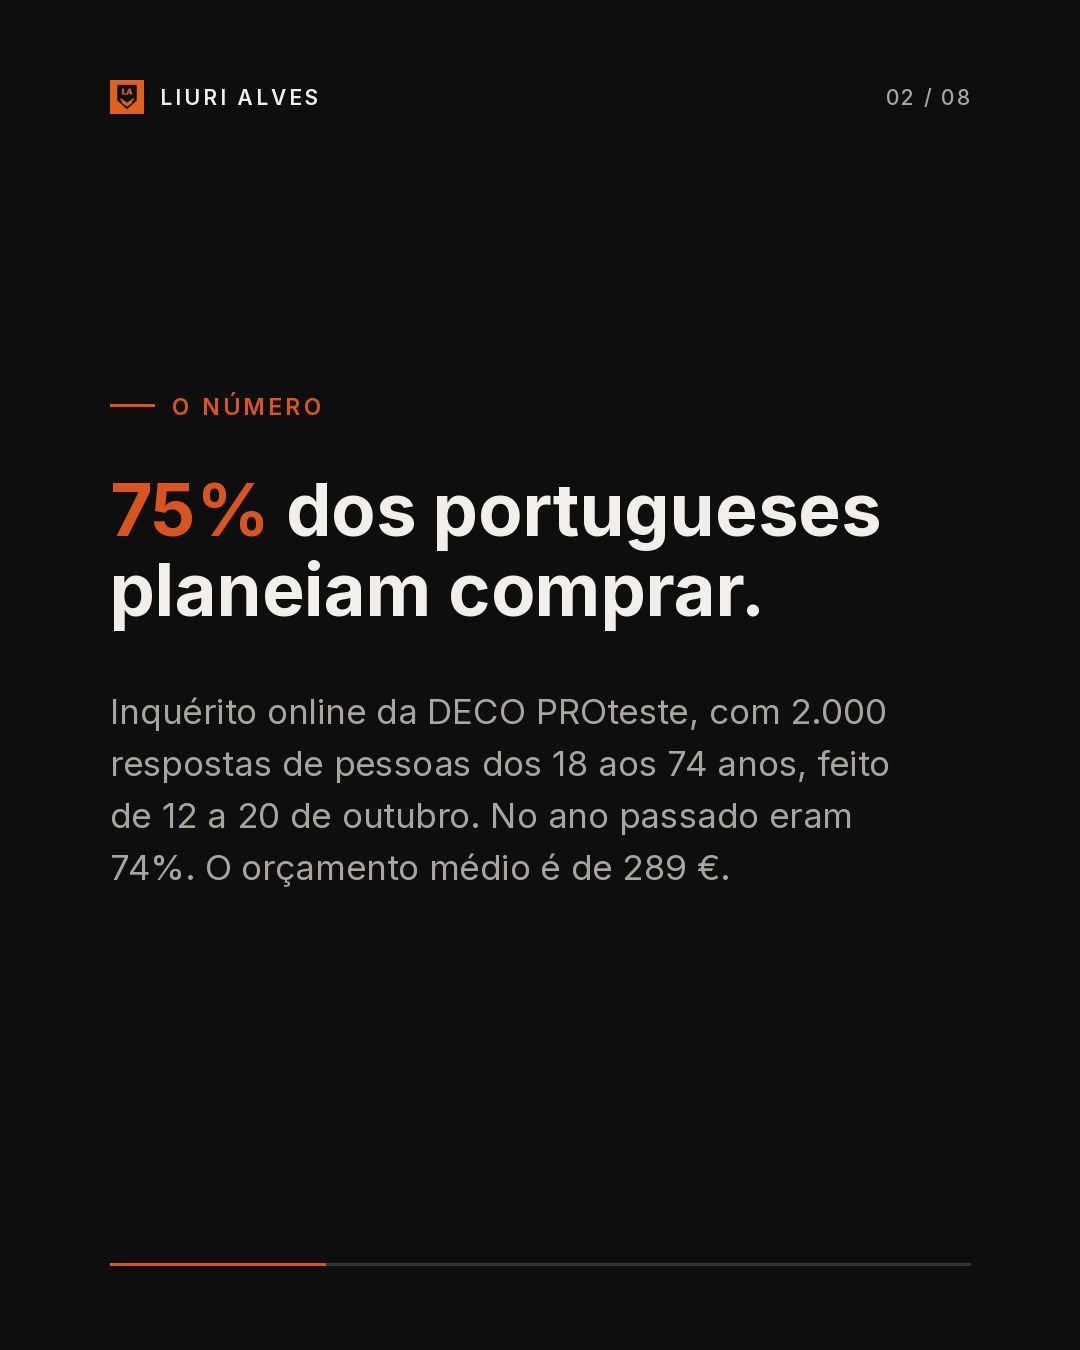 LA
LIURI ALVES
02 / 08
O NÚMERO
75% dos portugueses
planeiam comprar.
Inquérito online da DECO PROteste, com 2.000
respostas de pessoas dos 18 aos 74 anos, feito
de 12 a 20 de outubro. No ano passado eram
74%. O orçamento médio é de 289 €.